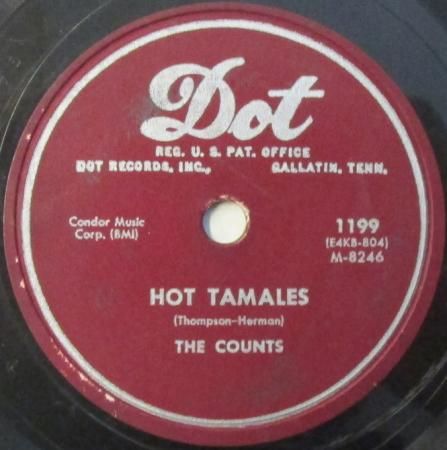 Dot
REG. U. S. PAT. OFFICE
DOT RECORDS, INC., GALLATIN, TENN.
Condor Music
Corp. (BMI)
1199
(E4KB-804)
M-8246
HOT TAMALES
(Thompson-Herman)
THE COUNTS